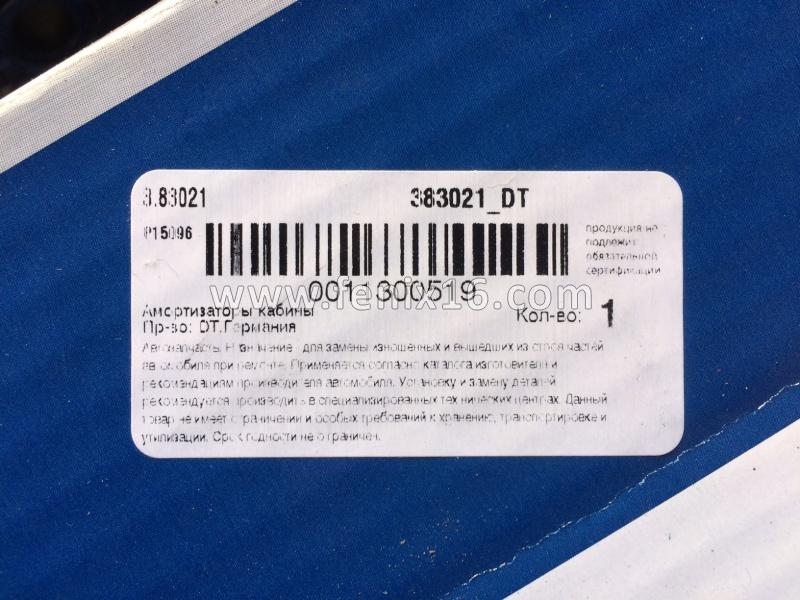 3.83021 383021_DT
P15096
продукция не
подлежит
обязательной
сертификации
0011300519
www.fenix16.com
Амортизаторы кабины
Пр-во: DT,Германия
Кол-во: 1
Автозапчасть. Назначение: для замены изношенных и вышедших из строя частей
автомобиля при ремонте. Применяется согласно каталога изготовителя и
рекомендациям производителя автомобиля. Установку и замену деталей
рекомендуется производить в специализированных технических центрах. Данный
товар не имеет ограничений и особых требований к хранению, транспортировке и
утилизации. Срок годности не ограничен.